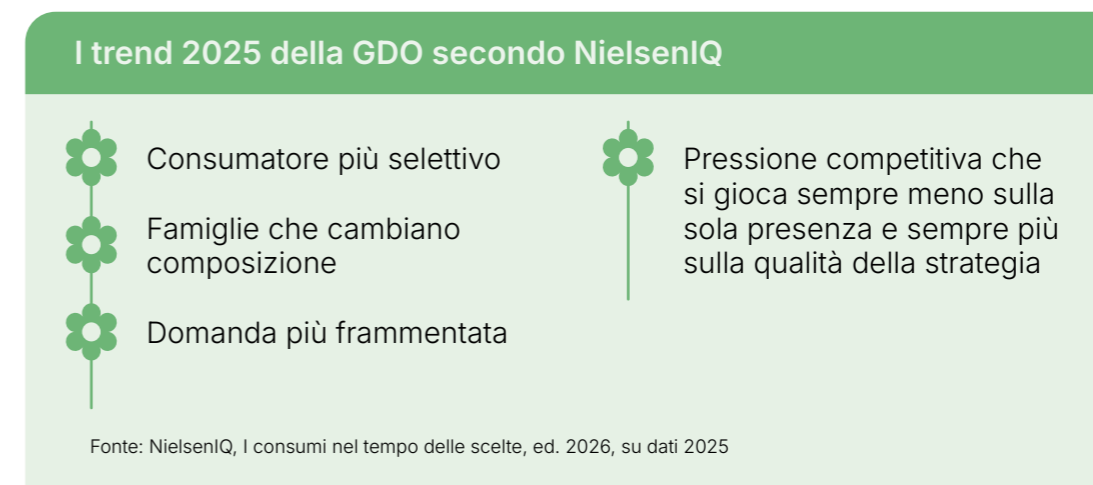 I trend 2025 della GDO secondo NielsenIQ
Consumatore più selettivo
Famiglie che cambiano
composizione
Domanda più frammentata
Pressione competitiva che
si gioca sempre meno sulla
sola presenza e sempre più
sulla qualità della strategia
Fonte: NielsenIQ, I consumi nel tempo delle scelte, ed. 2026, su dati 2025